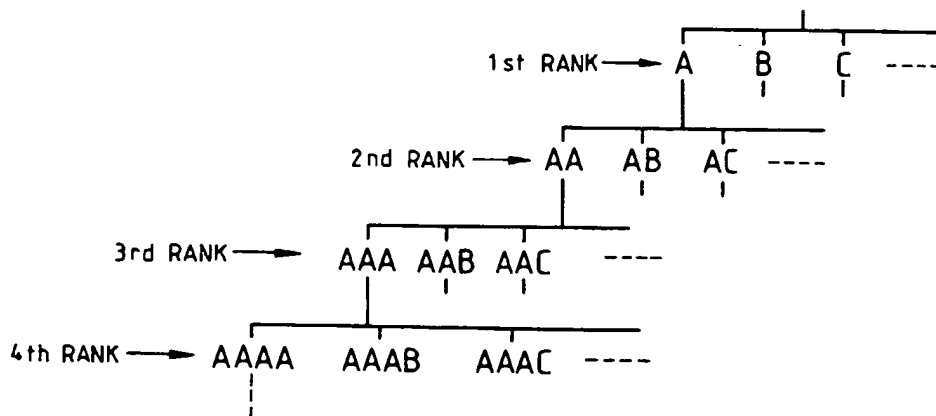 1st RANK A B C ----
2nd RANK AA AB AC ----
3rd RANK AAA AAB AAC ----
4th RANK AAAA AAAB AAAC ----